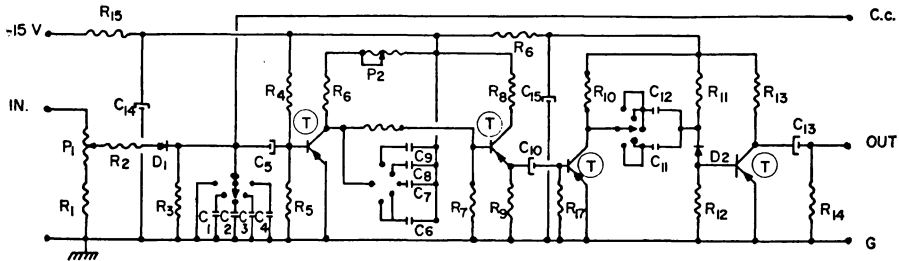 C.c.
-15 V R15
R6
P2
R4 R6 R8 C15 R10 C12 R11 R13
IN. C14 T T
P1 R2 D1 C5 C10 C11 D2 C13 OUT
T T
C9
C8
C7
C6
R1 R3 C1 C2 C3 C4 R5 R7 R9 R17 R12 R14
G